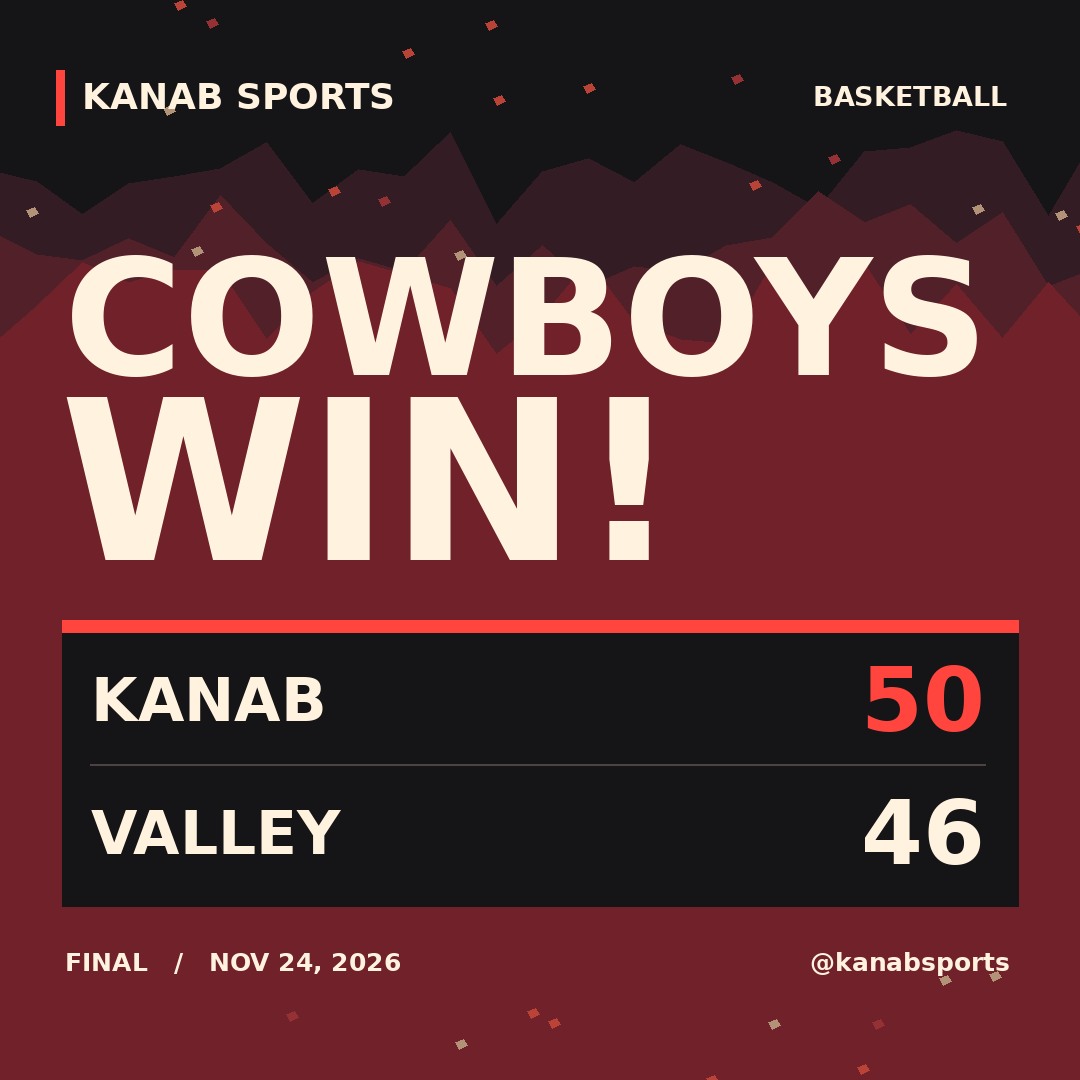 KANAB SPORTS
BASKETBALL
COWBOYS
WIN!
KANAB 50
VALLEY 46
FINAL / NOV 24, 2026
@kanabsports